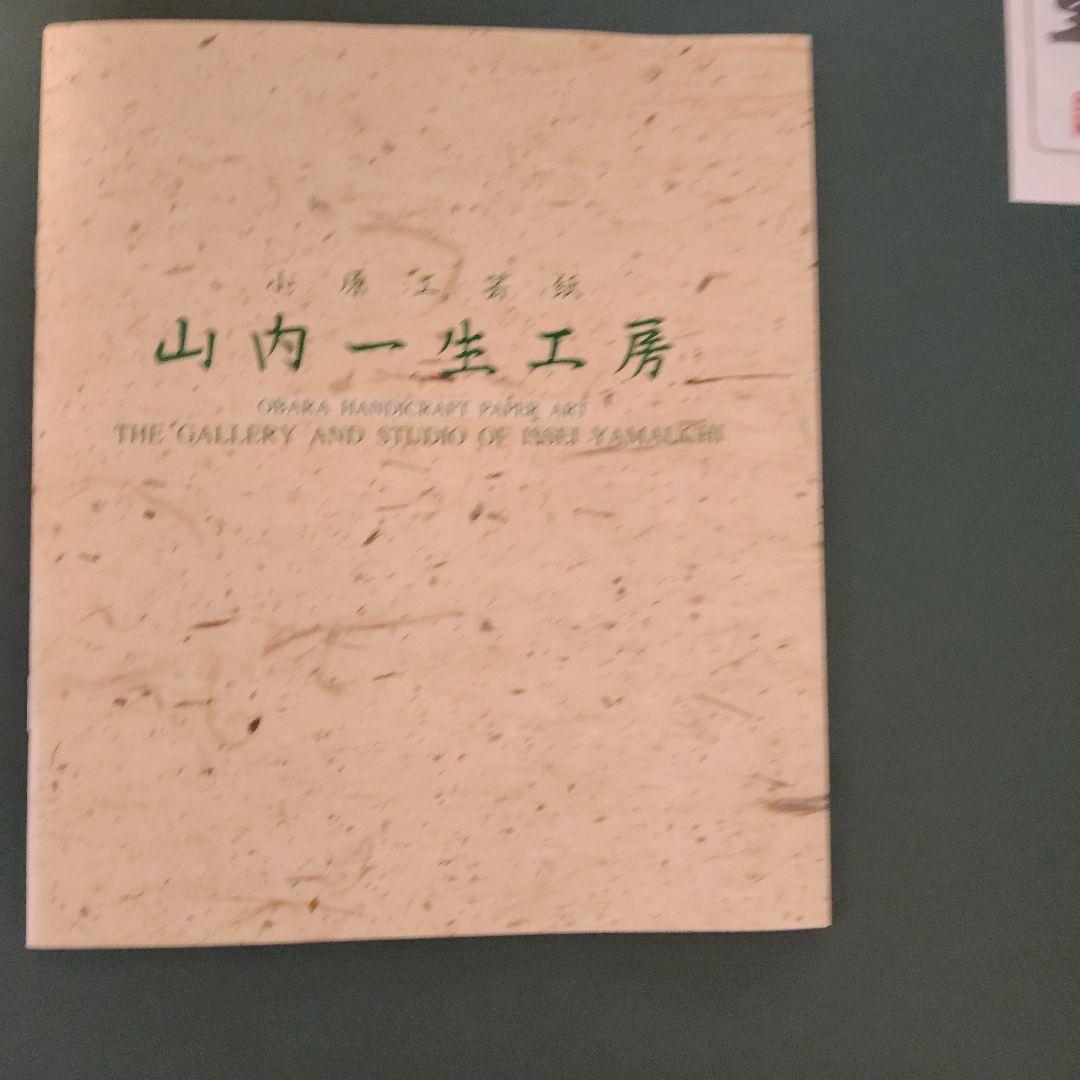 小原工芸紙
山内一生工房
OBARA HANDICRAFT PAPER ART
THE GALLERY AND STUDIO OF ISSEI YAMAUCHI